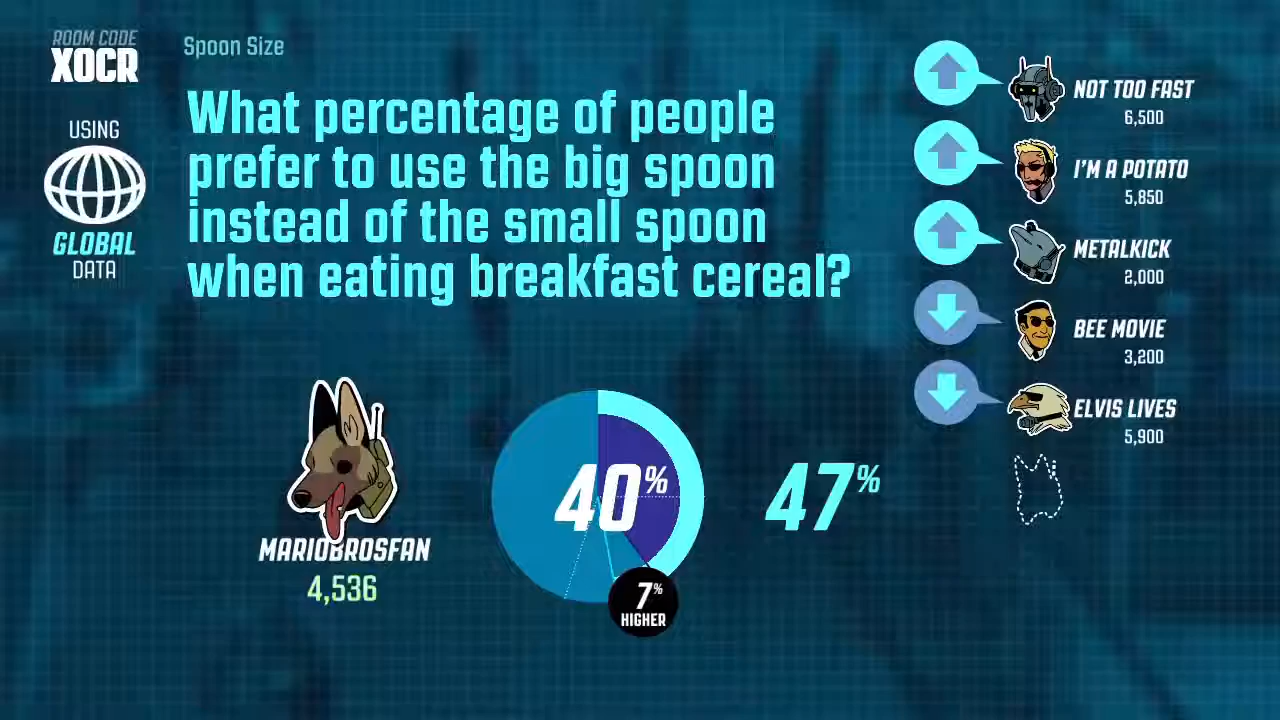 ROOM CODE
XOCR
USING
GLOBAL
DATA
Spoon Size
What percentage of people
prefer to use the big spoon
instead of the small spoon
when eating breakfast cereal?
NOT TOO FAST
6,500
I'M A POTATO
5,850
METALKICK
2,000
BEE MOVIE
3,200
ELVIS LIVES
5,900
MARIOBROSFAN
4,536
40%
7%
HIGHER
47%